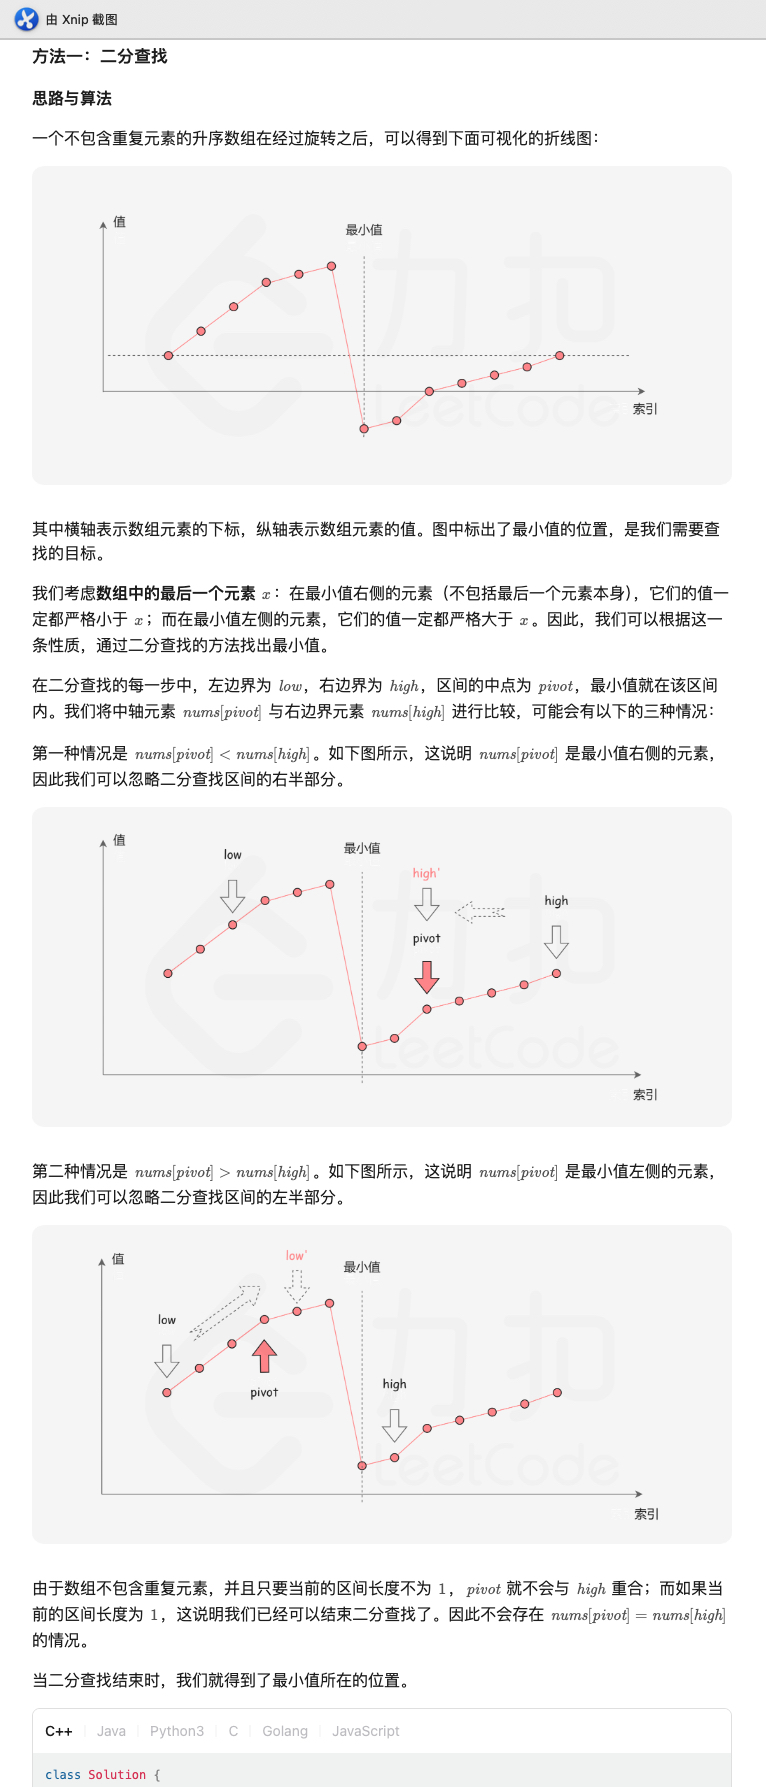 由 Xnip 截图
方法一：二分查找
思路与算法
一个不包含重复元素的升序数组在经过旋转之后，可以得到下面可视化的折线图：
值
最小值
力扣
LeetCode
索引
其中横轴表示数组元素的下标，纵轴表示数组元素的值。图中标出了最小值的位置，是我们需要查
找的目标。
我们考虑数组中的最后一个元素 x：在最小值右侧的元素（不包括最后一个元素本身），它们的值一
定都严格小于 x；而在最小值左侧的元素，它们的值一定都严格大于 x。因此，我们可以根据这一
条性质，通过二分查找的方法找出最小值。
在二分查找的每一步中，左边界为 low，右边界为 high，区间的中点为 pivot，最小值就在该区间
内。我们将中轴元素 nums[pivot] 与右边界元素 nums[high] 进行比较，可能会有以下的三种情况：
第一种情况是 nums[pivot] < nums[high]。如下图所示，这说明 nums[pivot] 是最小值右侧的元素，
因此我们可以忽略二分查找区间的右半部分。
值
最小值
low
high'
high
pivot
力扣
LeetCode
索引
第二种情况是 nums[pivot] > nums[high]。如下图所示，这说明 nums[pivot] 是最小值左侧的元素，
因此我们可以忽略二分查找区间的左半部分。
值
low'
最小值
low
high
pivot
力扣
LeetCode
索引
由于数组不包含重复元素，并且只要当前的区间长度不为 1，pivot 就不会与 high 重合；而如果当
前的区间长度为 1，这说明我们已经可以结束二分查找了。因此不会存在 nums[pivot] = nums[high]
的情况。
当二分查找结束时，我们就得到了最小值所在的位置。
C++ Java Python3 C Golang JavaScript
class Solution {